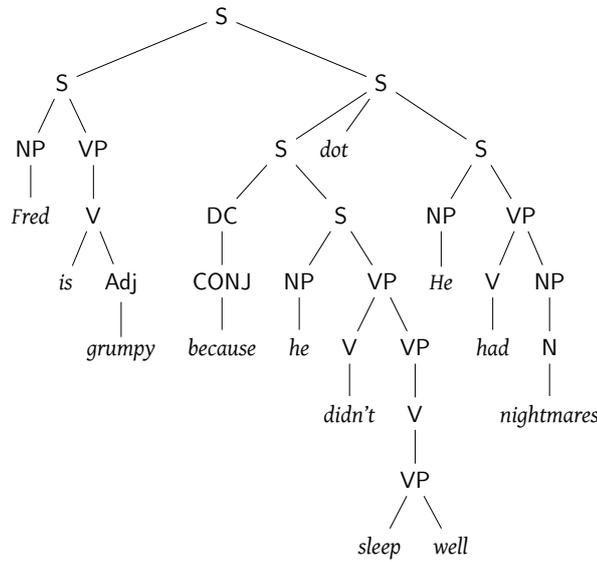 S
S S
NP VP S dot S
Fred V DC S NP VP
is Adj CONJ NP VP He V NP
grumpy because he V VP had N
didn't V nightmares
VP
sleep well